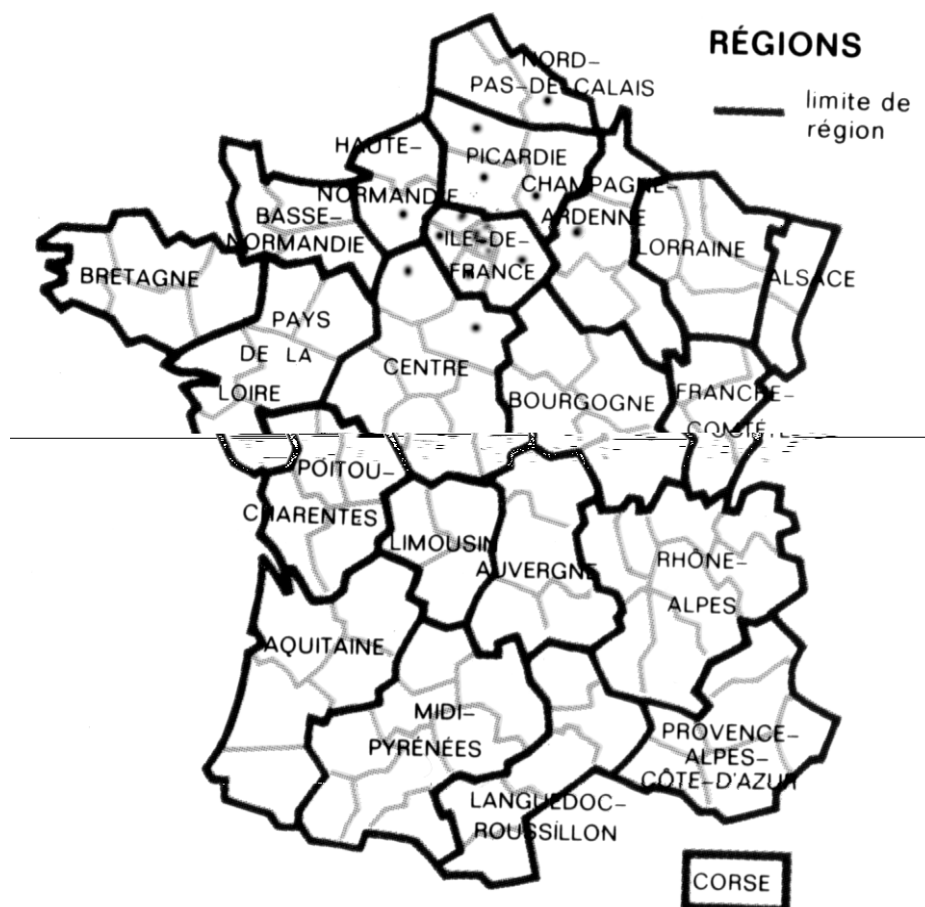 RÉGIONS
limite de
région
NORD-
PAS-DE-CALAIS
HAUTE-
NORMANDIE
PICARDIE
CHAMPAGNE-
ARDENNE
BASSE-
NORMANDIE
ILE-DE-
FRANCE
LORRAINE
ALSACE
BRETAGNE
PAYS
DE LA
LOIRE
CENTRE
BOURGOGNE
FRANCHE-
COMTÉ
POITOU-
CHARENTES
LIMOUSIN
AUVERGNE
RHÔNE-
ALPES
AQUITAINE
MIDI-
PYRÉNÉES
LANGUEDOC-
ROUSSILLON
PROVENCE-
ALPES-
CÔTE-D'AZUR
CORSE